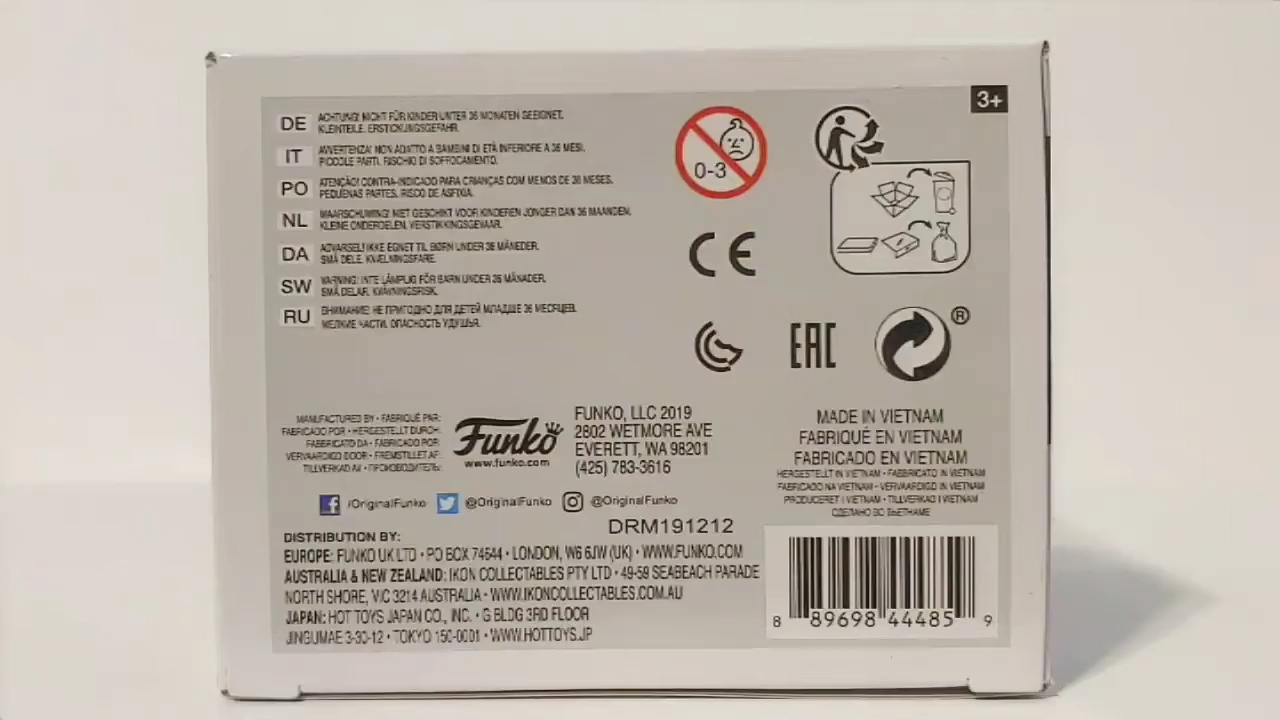 3+
DE ACHTUNG! NICHT FÜR KINDER UNTER 36 MONATEN GEEIGNET.
KLEINTEILE. ERSTICKUNGSGEFAHR.
IT AVVERTENZA! NON ADATTO A BAMBINI DI ETÀ INFERIORE A 36 MESI.
PICCOLE PARTI. RISCHIO DI SOFFOCAMENTO.
PO ATENÇÃO! CONTRA-INDICADO PARA CRIANÇAS COM MENOS DE 36 MESES.
PEQUENAS PARTES. RISCO DE ASFIXIA.
NL WAARSCHUWING! NIET GESCHIKT VOOR KINDEREN JONGER DAN 36 MAANDEN.
KLEINE ONDERDELEN. VERSTIKKINGSGEVAAR.
DA ADVARSEL! IKKE EGNET TIL BØRN UNDER 36 MÅNEDER.
SMÅ DELE. KVÆLNINGSFARE.
SW VARNING! INTE LÄMPLIG FÖR BARN UNDER 36 MÅNADER.
SMÅ DELAR. KVÄVNINGSRISK.
RU ВНИМАНИЕ! НЕ ПРИГОДНО ДЛЯ ДЕТЕЙ МЛАДШЕ 36 МЕСЯЦЕВ.
МЕЛКИЕ ЧАСТИ. ОПАСНОСТЬ УДУШЬЯ.
0-3
CE
EAC
®
MANUFACTURED BY • FABRIQUÉ PAR:
FABRICADO POR • HERGESTELLT DURCH:
FABBRICATO DA • FABRICADO POR:
VERVAARDIGD DOOR • FREMSTILLET AF:
TILLVERKAD AV • ПРОИЗВОДИТЕЛЬ:
Funko
www.funko.com
FUNKO, LLC 2019
2802 WETMORE AVE
EVERETT, WA 98201
(425) 783-3616
MADE IN VIETNAM
FABRIQUÉ EN VIETNAM
FABRICADO EN VIETNAM
HERGESTELLT IN VIETNAM • FABBRICATO IN VIETNAM
FABRICADO NA VIETNAM • VERVAARDIGD IN VIETNAM
PRODUCERET I VIETNAM • TILLVERKAD I VIETNAM
СДЕЛАНО ВО ВЬЕТНАМЕ
/OriginalFunko @OriginalFunko @OriginalFunko
DRM191212
DISTRIBUTION BY:
EUROPE: FUNKO UK LTD • PO BOX 74644 • LONDON, W6 6JW (UK) • WWW.FUNKO.COM
AUSTRALIA & NEW ZEALAND: IKON COLLECTABLES PTY LTD • 49-59 SEABEACH PARADE
NORTH SHORE, VIC 3214 AUSTRALIA • WWW.IKONCOLLECTABLES.COM.AU
JAPAN: HOT TOYS JAPAN CO., INC. • G BLDG 3RD FLOOR
JINGUMAE 3-30-12 • TOKYO 150-0001 • WWW.HOTTOYS.JP
8 89698 44485 9